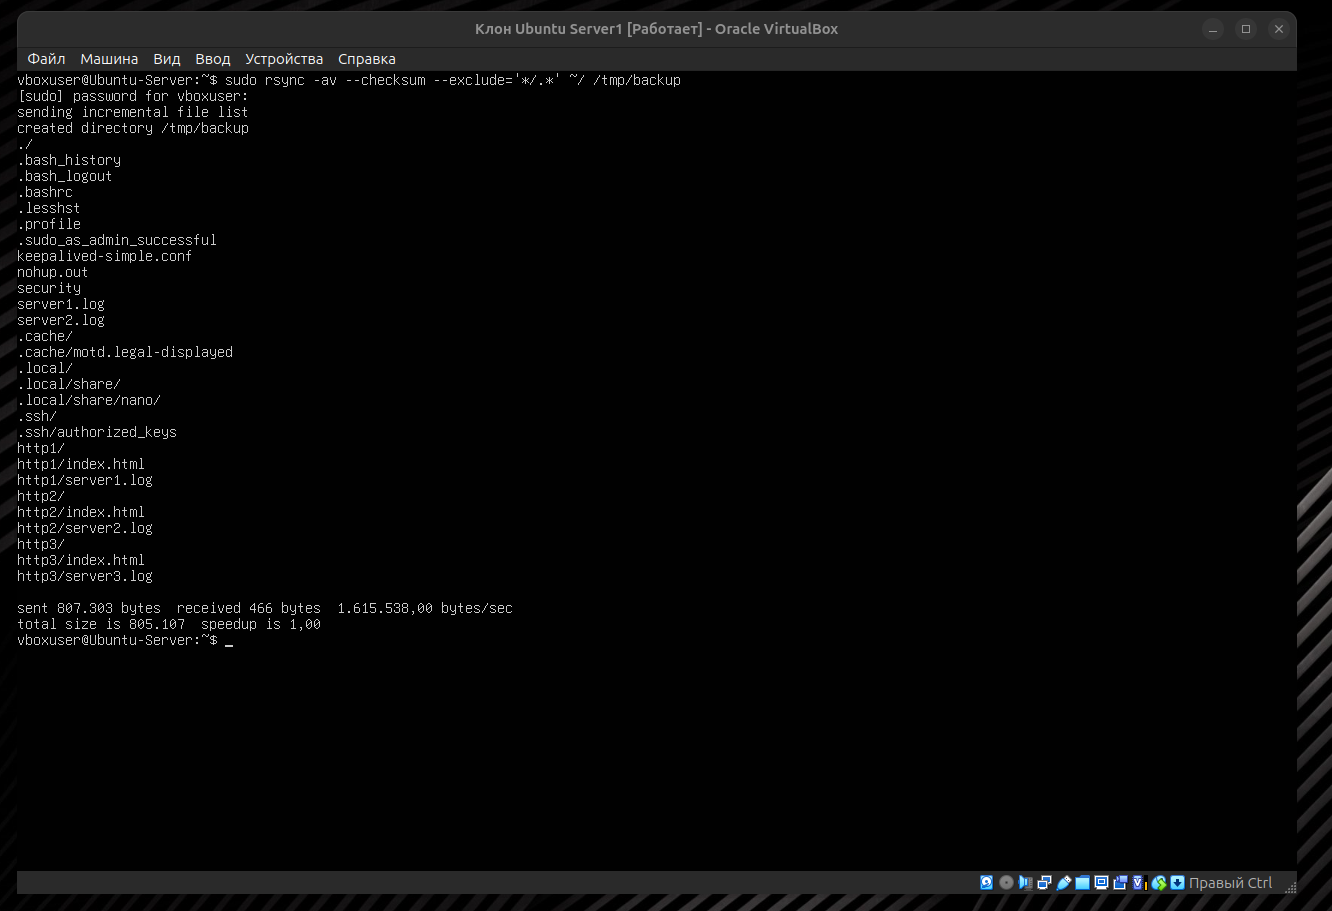 Клон Ubuntu Server1 [Работает] - Oracle VirtualBox
Файл Машина Вид Ввод Устройства Справка
vboxuser@Ubuntu-Server:~$ sudo rsync -av --checksum --exclude='*/.*' ~/ /tmp/backup
[sudo] password for vboxuser:
sending incremental file list
created directory /tmp/backup
./
.bash_history
.bash_logout
.bashrc
.lesshst
.profile
.sudo_as_admin_successful
keepalived-simple.conf
nohup.out
security
server1.log
server2.log
.cache/
.cache/motd.legal-displayed
.local/
.local/share/
.local/share/nano/
.ssh/
.ssh/authorized_keys
http1/
http1/index.html
http1/server1.log
http2/
http2/index.html
http2/server2.log
http3/
http3/index.html
http3/server3.log
sent 807.303 bytes  received 466 bytes  1.615.538,00 bytes/sec
total size is 805.107  speedup is 1,00
vboxuser@Ubuntu-Server:~$ _
Правый Ctrl